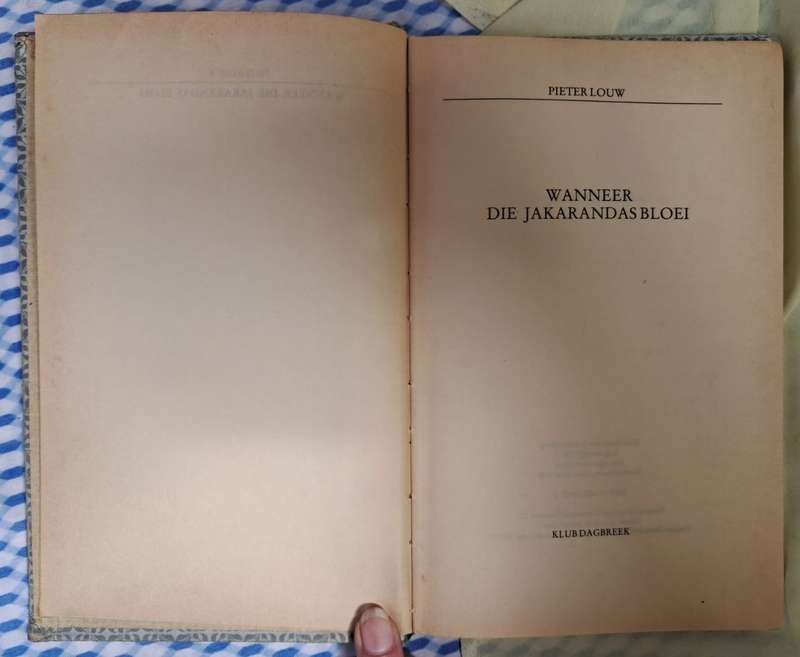 PIETER LOUW
WANNEER
DIE JAKARANDAS BLOEI
KLUB DAGBREEK